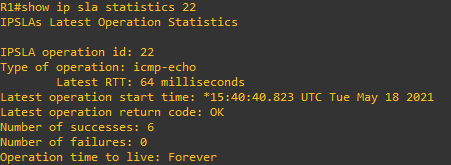 R1#show ip sla statistics 22
IPSLAs Latest Operation Statistics

IPSLA operation id: 22
Type of operation: icmp-echo
        Latest RTT: 64 milliseconds
Latest operation start time: *15:40:40.823 UTC Tue May 18 2021
Latest operation return code: OK
Number of successes: 6
Number of failures: 0
Operation time to live: Forever